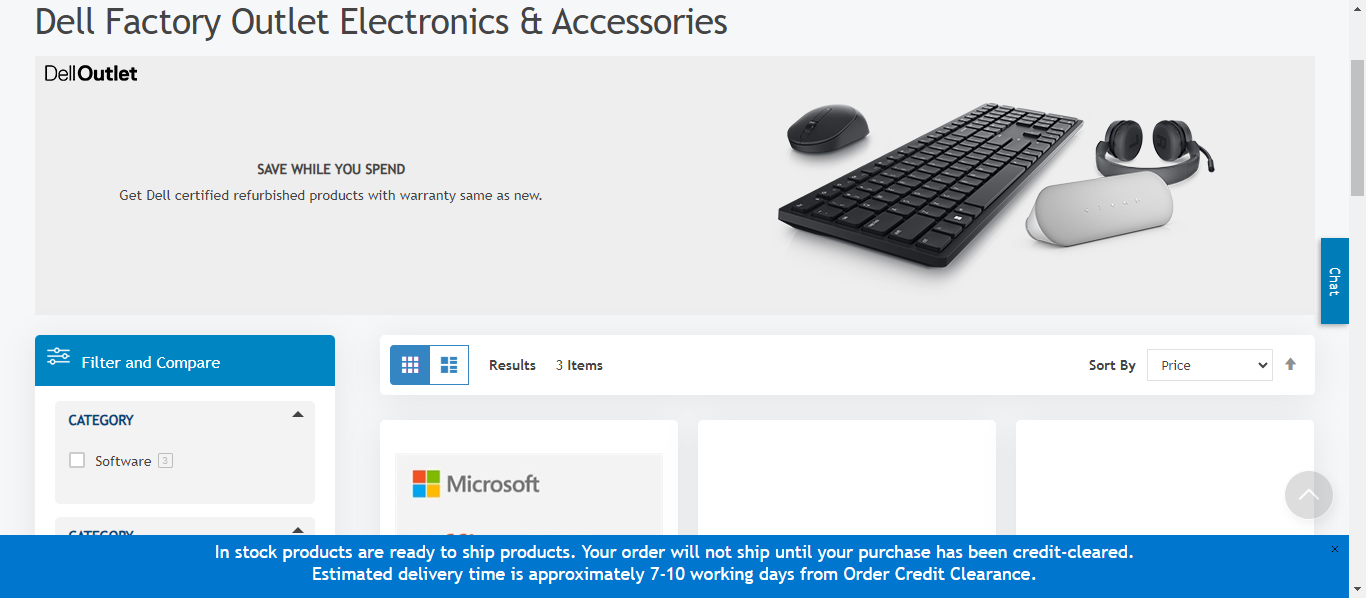 Dell Factory Outlet Electronics & Accessories
DellOutlet
SAVE WHILE YOU SPEND
Get Dell certified refurbished products with warranty same as new.
Chat
Filter and Compare
Results 3 Items
Sort By Price
CATEGORY
Software 3
Microsoft
CATEGORY
In stock products are ready to ship products. Your order will not ship until your purchase has been credit-cleared.
Estimated delivery time is approximately 7-10 working days from Order Credit Clearance.